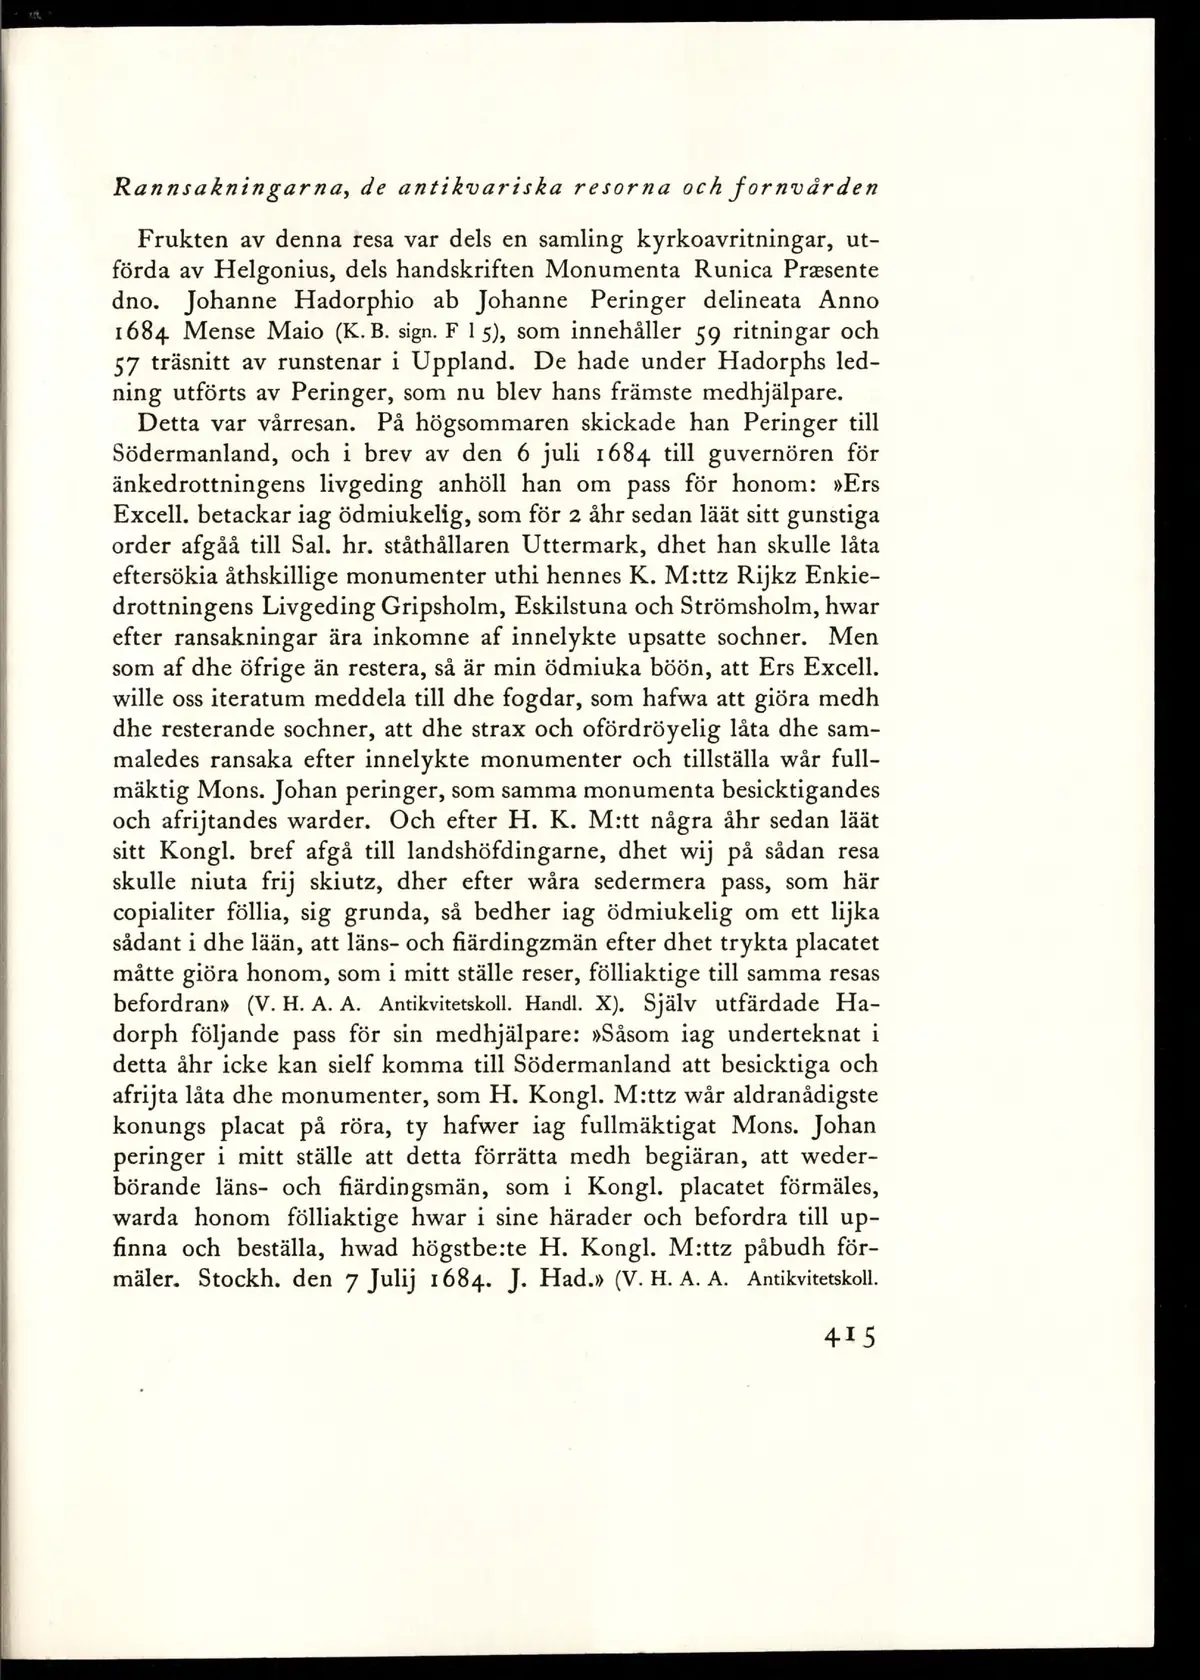 Rannsakningarna, de antikvariska resorna och fornvården
Frukten av denna resa var dels en samling kyrkoavritningar, ut-
förda av Helgonius, dels handskriften Monumenta Runica Præsente
dno. Johanne Hadorphio ab Johanne Peringer delineata Anno
1684 Mense Maio (K. B. sign. F l 5), som innehåller 59 ritningar och
57 träsnitt av runstenar i Uppland. De hade under Hadorphs led-
ning utförts av Peringer, som nu blev hans främste medhjälpare.
Detta var vårresan. På högsommaren skickade han Peringer till
Södermanland, och i brev av den 6 juli 1684 till guvernören för
änkedrottningens livgeding anhöll han om pass för honom: »Ers
Excell. betackar iag ödmiukelig, som för 2 åhr sedan läät sitt gunstiga
order afgåå till Sal. hr. ståthållaren Uttermark, dhet han skulle låta
eftersökia åthskillige monumenter uthi hennes K. M:ttz Rijkz Enkie-
drottningens Livgeding Gripsholm, Eskilstuna och Strömsholm, hwar
efter ransakningar ära inkomne af innelykte upsatte sochner. Men
som af dhe öfrige än restera, så är min ödmiuka böön, att Ers Excell.
wille oss iteratum meddela till dhe fogdar, som hafwa att giöra medh
dhe resterande sochner, att dhe strax och ofördröyelig låta dhe sam-
maledes ransaka efter innelykte monumenter och tillställa wår full-
mäktig Mons. Johan peringer, som samma monumenta besicktigandes
och afrijtandes warder. Och efter H. K. M:tt några åhr sedan läät
sitt Kongl. bref afgå till landshöfdingarne, dhet wij på sådan resa
skulle niuta frij skiutz, dher efter wåra sedermera pass, som här
copialiter föllia, sig grunda, så bedher iag ödmiukelig om ett lijka
sådant i dhe lään, att läns- och fiärdingzmän efter dhet trykta placatet
måtte giöra honom, som i mitt ställe reser, fölliaktige till samma resas
befordran» (V. H. A. A. Antikvitetskoll. Handl. X). Själv utfärdade Ha-
dorph följande pass för sin medhjälpare: »Såsom iag underteknat i
detta åhr icke kan sielf komma till Södermanland att besicktiga och
afrijta låta dhe monumenter, som H. Kongl. M:ttz wår aldranådigste
konungs placat på röra, ty hafwer iag fullmäktigat Mons. Johan
peringer i mitt ställe att detta förrätta medh begiäran, att weder-
börande läns- och fiärdingsmän, som i Kongl. placatet förmäles,
warda honom fölliaktige hwar i sine härader och befordra till up-
finna och beställa, hwad högstbe:te H. Kongl. M:ttz påbudh för-
mäler. Stockh. den 7 Julij 1684. J. Had.» (V. H. A. A. Antikvitetskoll.
415